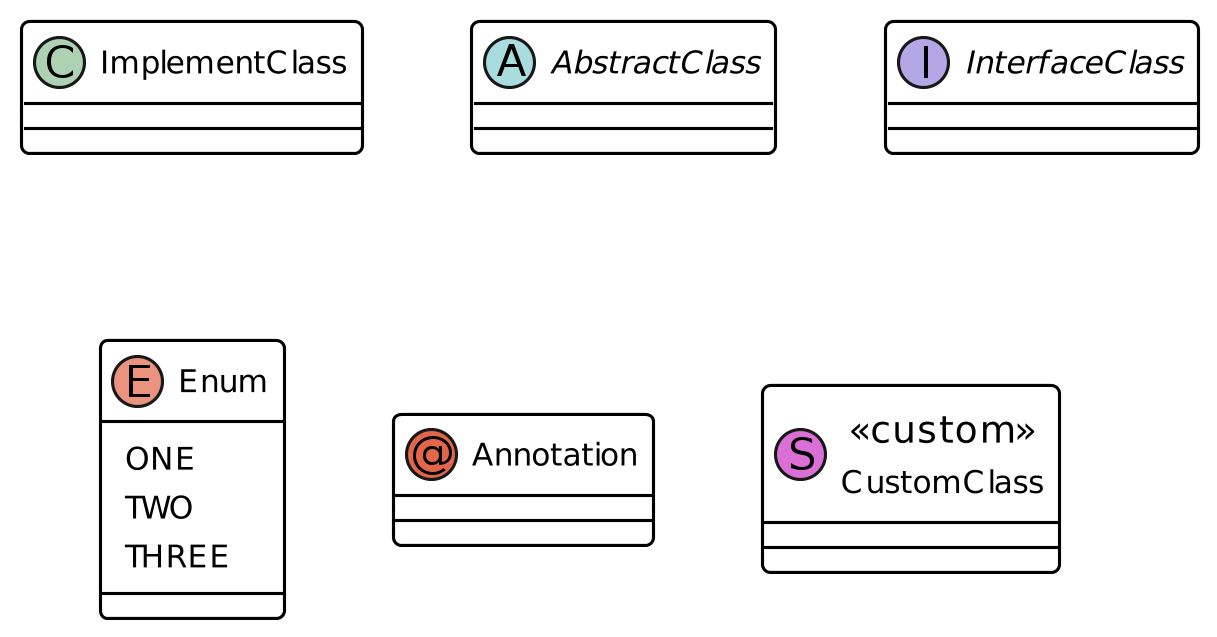 C ImplementClass
A AbstractClass
I InterfaceClass
E Enum
ONE
TWO
THREE
@ Annotation
«custom»
S CustomClass